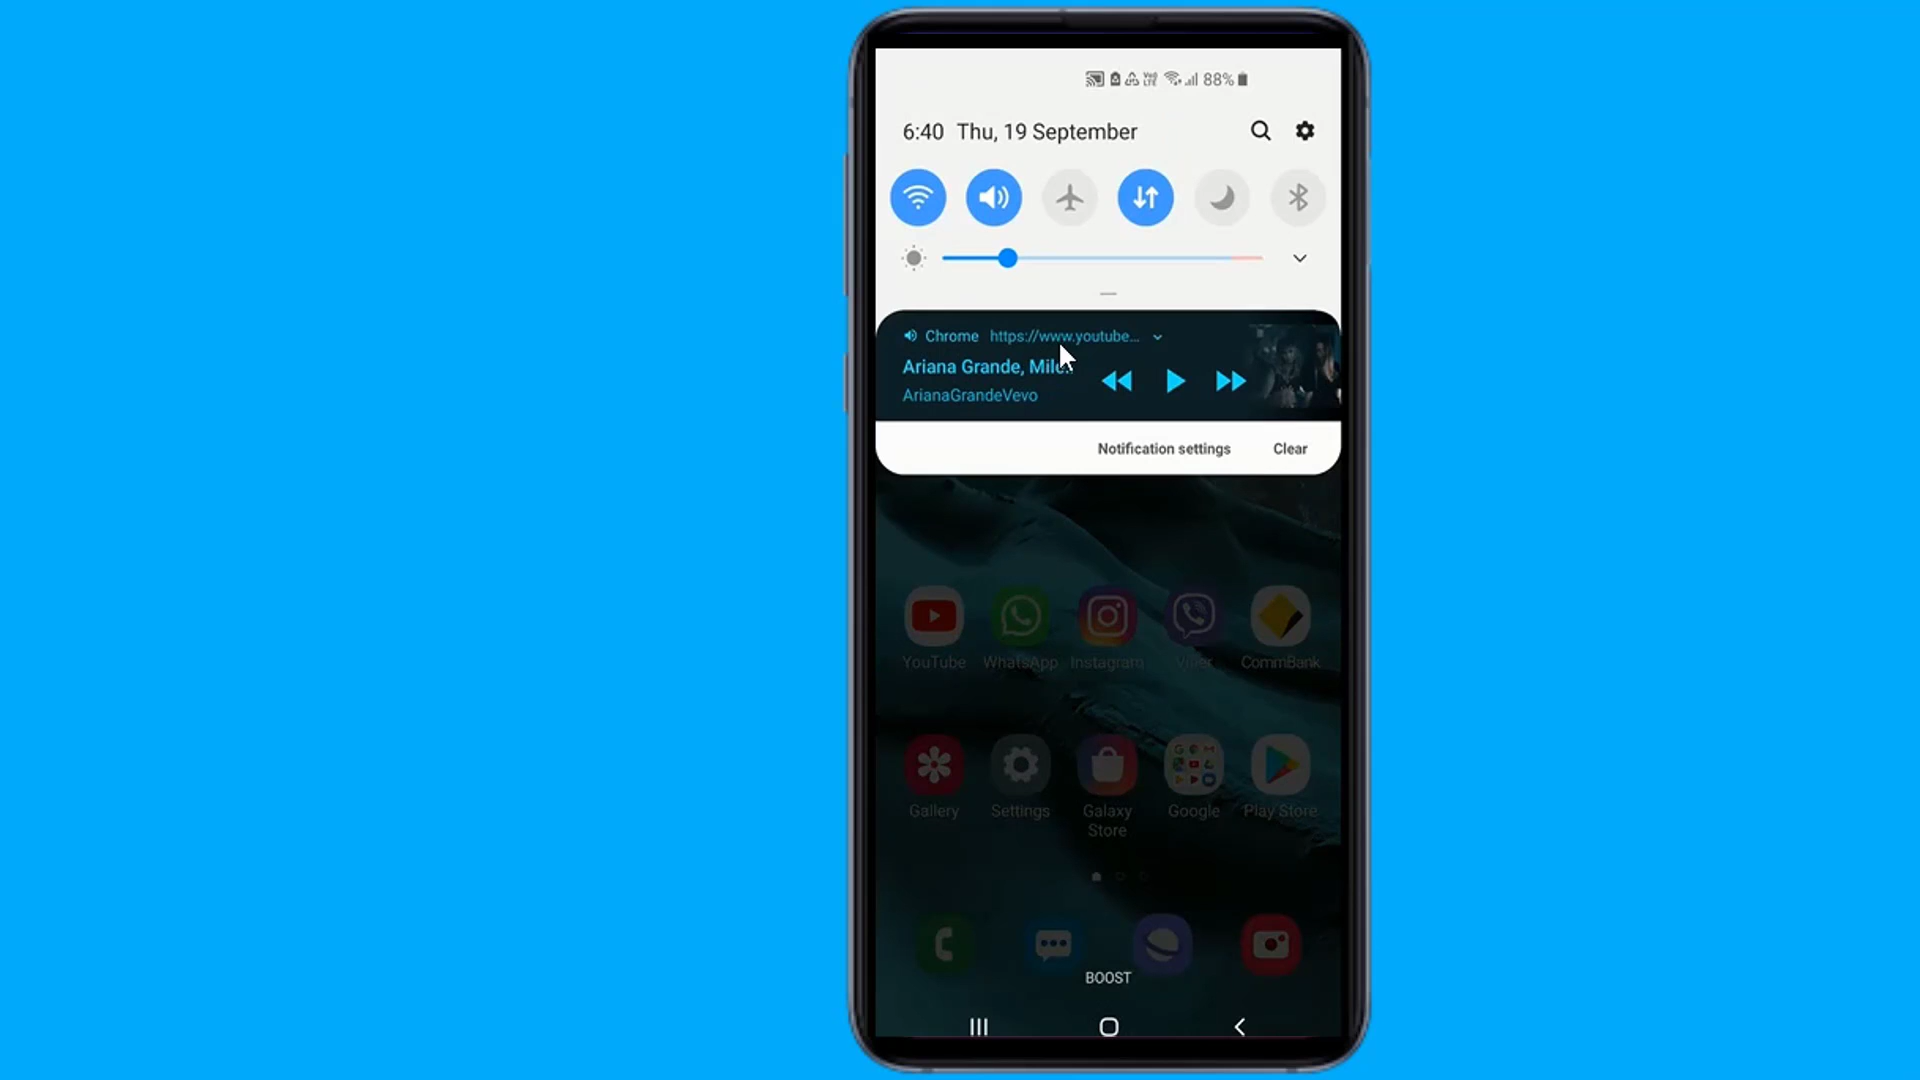 88%
6:40 Thu, 19 September
Chrome https://www.youtube...
Ariana Grande, Mile...
ArianaGrandeVevo
Notification settings Clear
YouTube WhatsApp Instagram Viber CommBank
Gallery Settings Galaxy Store Google Play Store
BOOST